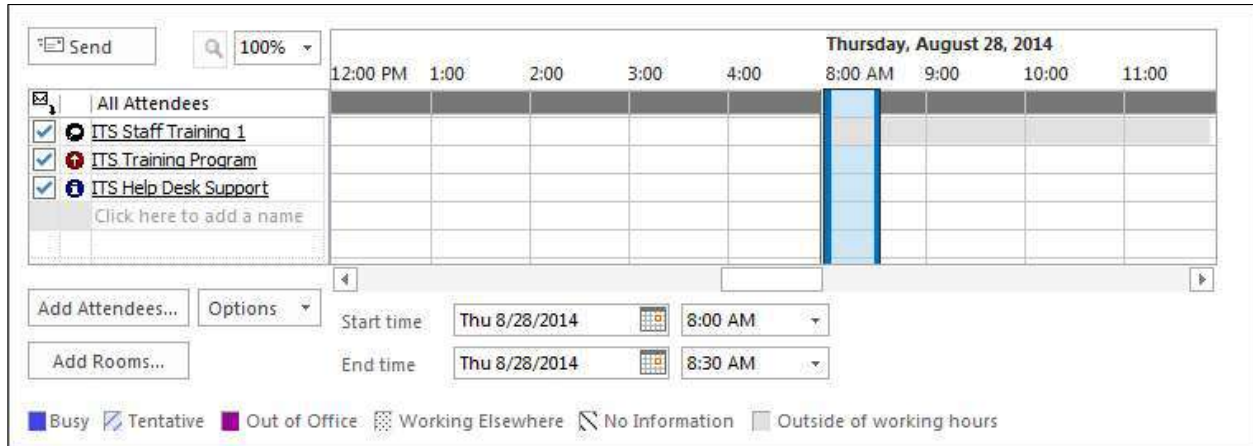 Send 100%
Thursday, August 28, 2014
12:00 PM 1:00 2:00 3:00 4:00 8:00 AM 9:00 10:00 11:00
All Attendees
ITS Staff Training 1
ITS Training Program
ITS Help Desk Support
Click here to add a name
Add Attendees... Options
Start time Thu 8/28/2014 8:00 AM
Add Rooms... End time Thu 8/28/2014 8:30 AM
Busy Tentative Out of Office Working Elsewhere No Information Outside of working hours